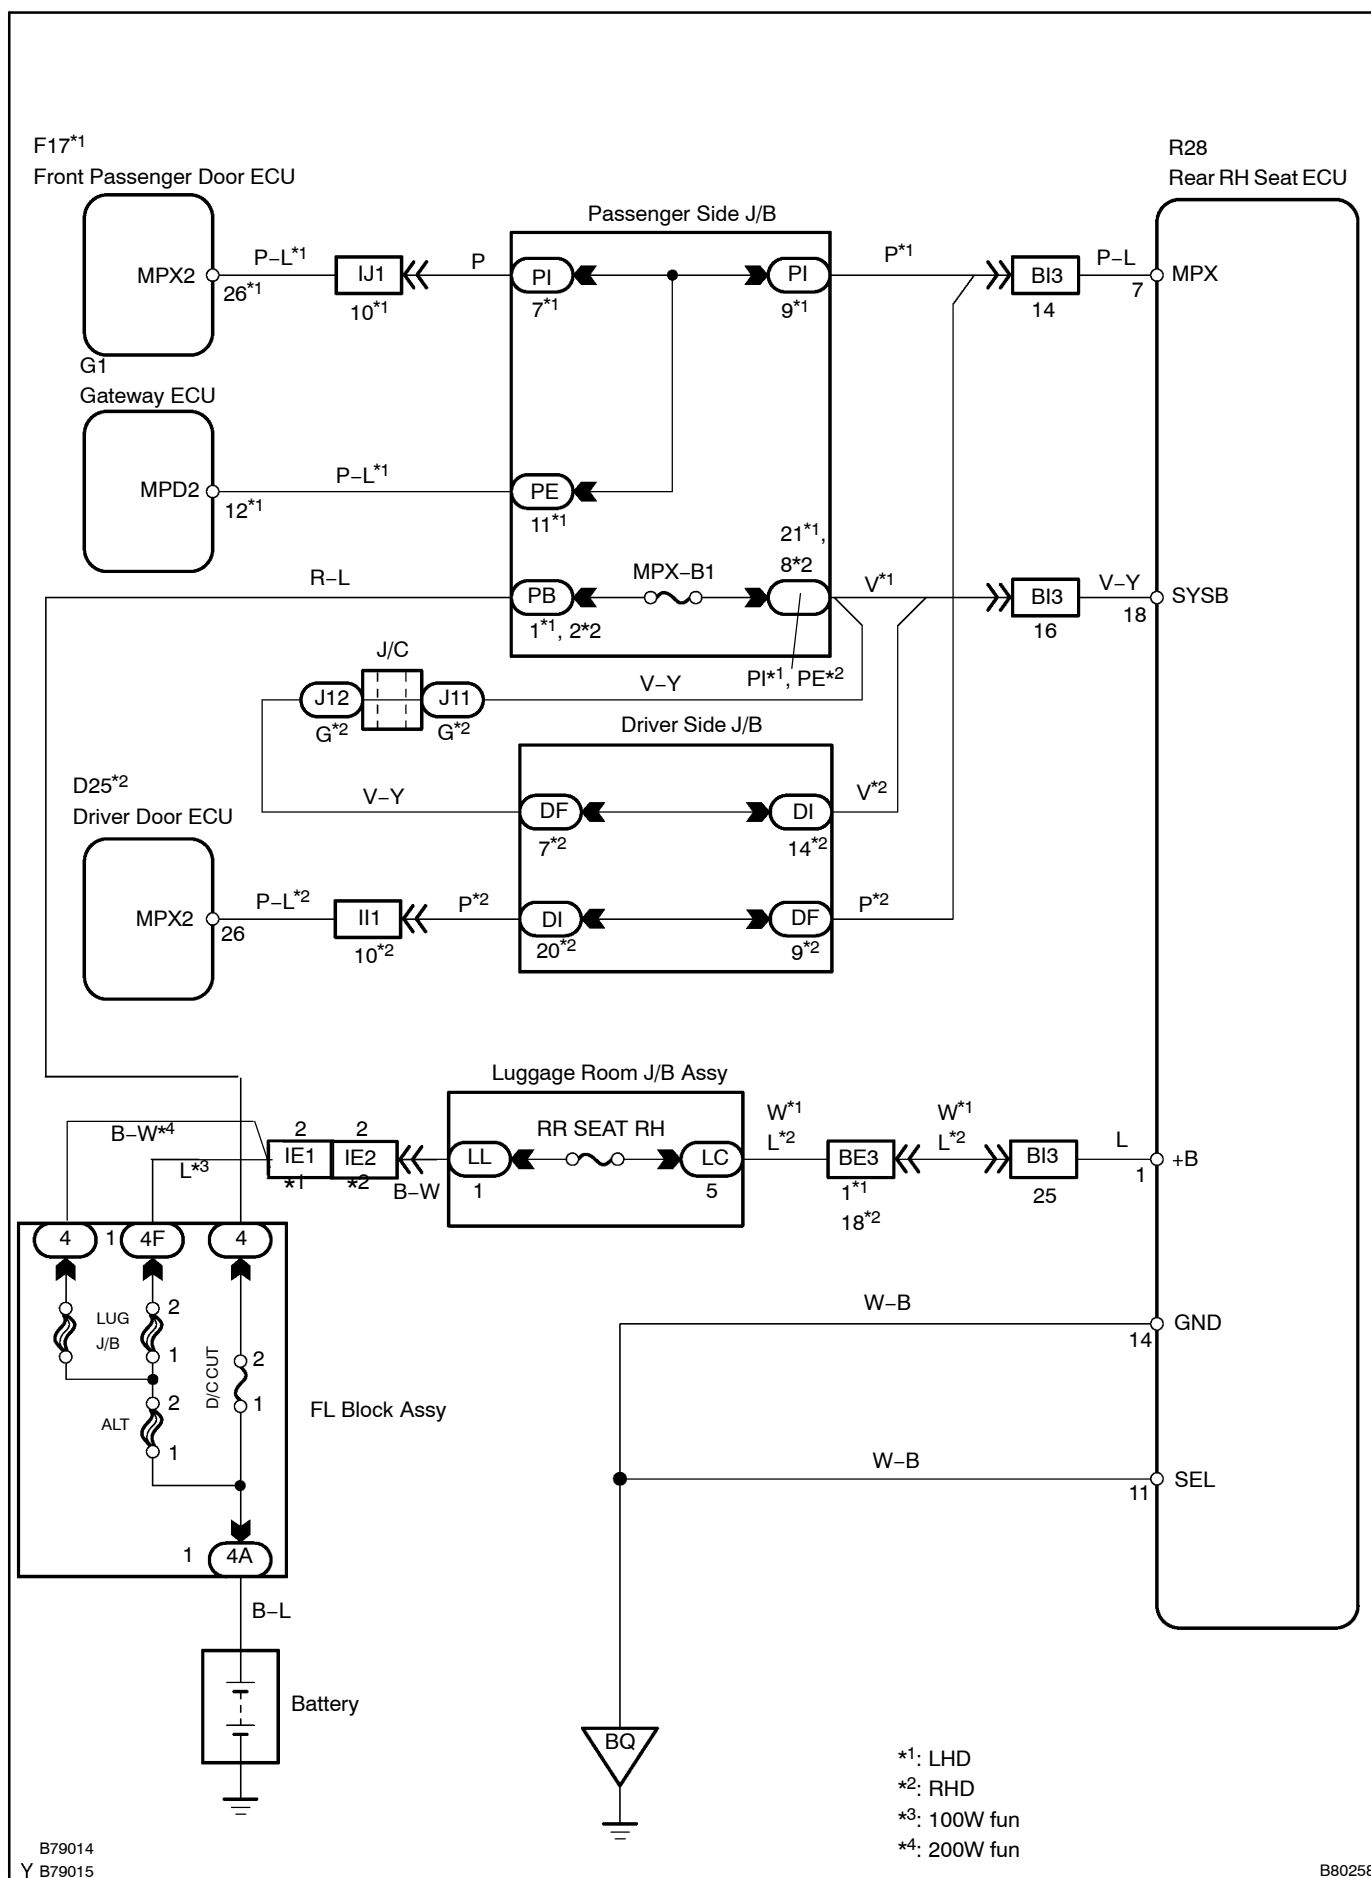 F17*1
Front Passenger Door ECU
R28
Rear RH Seat ECU
Passenger Side J/B
MPX2
26*1
P-L*1
IJ1
10*1
P
PI
7*1
PI
9*1
P*1
BI3
14
P-L
7
MPX
G1
Gateway ECU
MPD2
12*1
P-L*1
PE
11*1
21*1,
8*2
R-L
PB
1*1, 2*2
MPX-B1
V*1
BI3
16
V-Y
18
SYSB
PI*1, PE*2
J/C
J12
G*2
J11
G*2
V-Y
Driver Side J/B
D25*2
Driver Door ECU
V-Y
DF
7*2
DI
14*2
V*2
MPX2
26
P-L*2
II1
10*2
P*2
DI
20*2
DF
9*2
P*2
Luggage Room J/B Assy
B-W*4
L*3
2
IE1
*1
2
IE2
*2
B-W
LL
1
RR SEAT RH
LC
5
W*1
L*2
BE3
1*1
18*2
W*1
L*2
BI3
25
L
1
+B
4
1
4F
4
LUG
J/B
2
1
ALT
2
1
D/C CUT
2
1
FL Block Assy
1
4A
B-L
Battery
W-B
14
GND
W-B
11
SEL
BQ
*1: LHD
*2: RHD
*3: 100W fun
*4: 200W fun
B79014
Y B79015
B80258